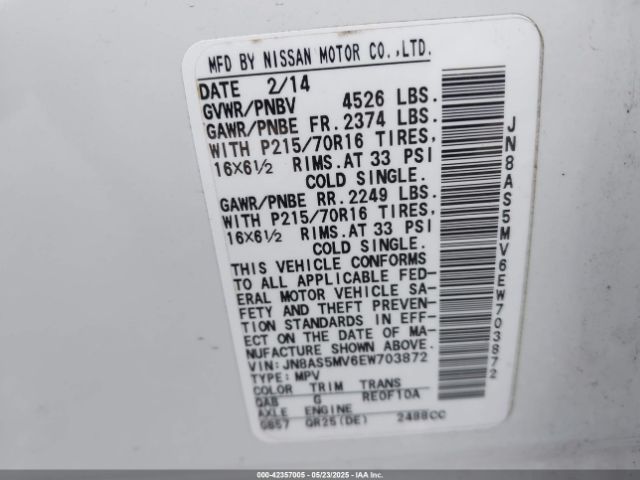 MFD BY NISSAN MOTOR CO.,LTD.
DATE 2/14
GVWR/PNBV 4526 LBS.
GAWR/PNBE FR. 2374 LBS.
WITH P215/70R16 TIRES,
16X6½ RIMS.AT 33 PSI
COLD SINGLE.
GAWR/PNBE RR. 2249 LBS.
WITH P215/70R16 TIRES,
16X6½ RIMS.AT 33 PSI
COLD SINGLE.
THIS VEHICLE CONFORMS
TO ALL APPLICABLE FED-
ERAL MOTOR VEHICLE SA-
FETY AND THEFT PREVEN-
TION STANDARDS IN EFF-
ECT ON THE DATE OF MA-
NUFACTURE SHOWN ABOVE.
VIN: JN8AS5MV6EW703872
TYPE: MPV
COLOR TRIM TRANS
QAB G RE0F10A
AXLE ENGINE
GB57 QR25(DE) 2488CC
JN8AS5MV6EW703872
000-42357005 - 05/23/2025 - COPYRIGHT IAA, LLC.